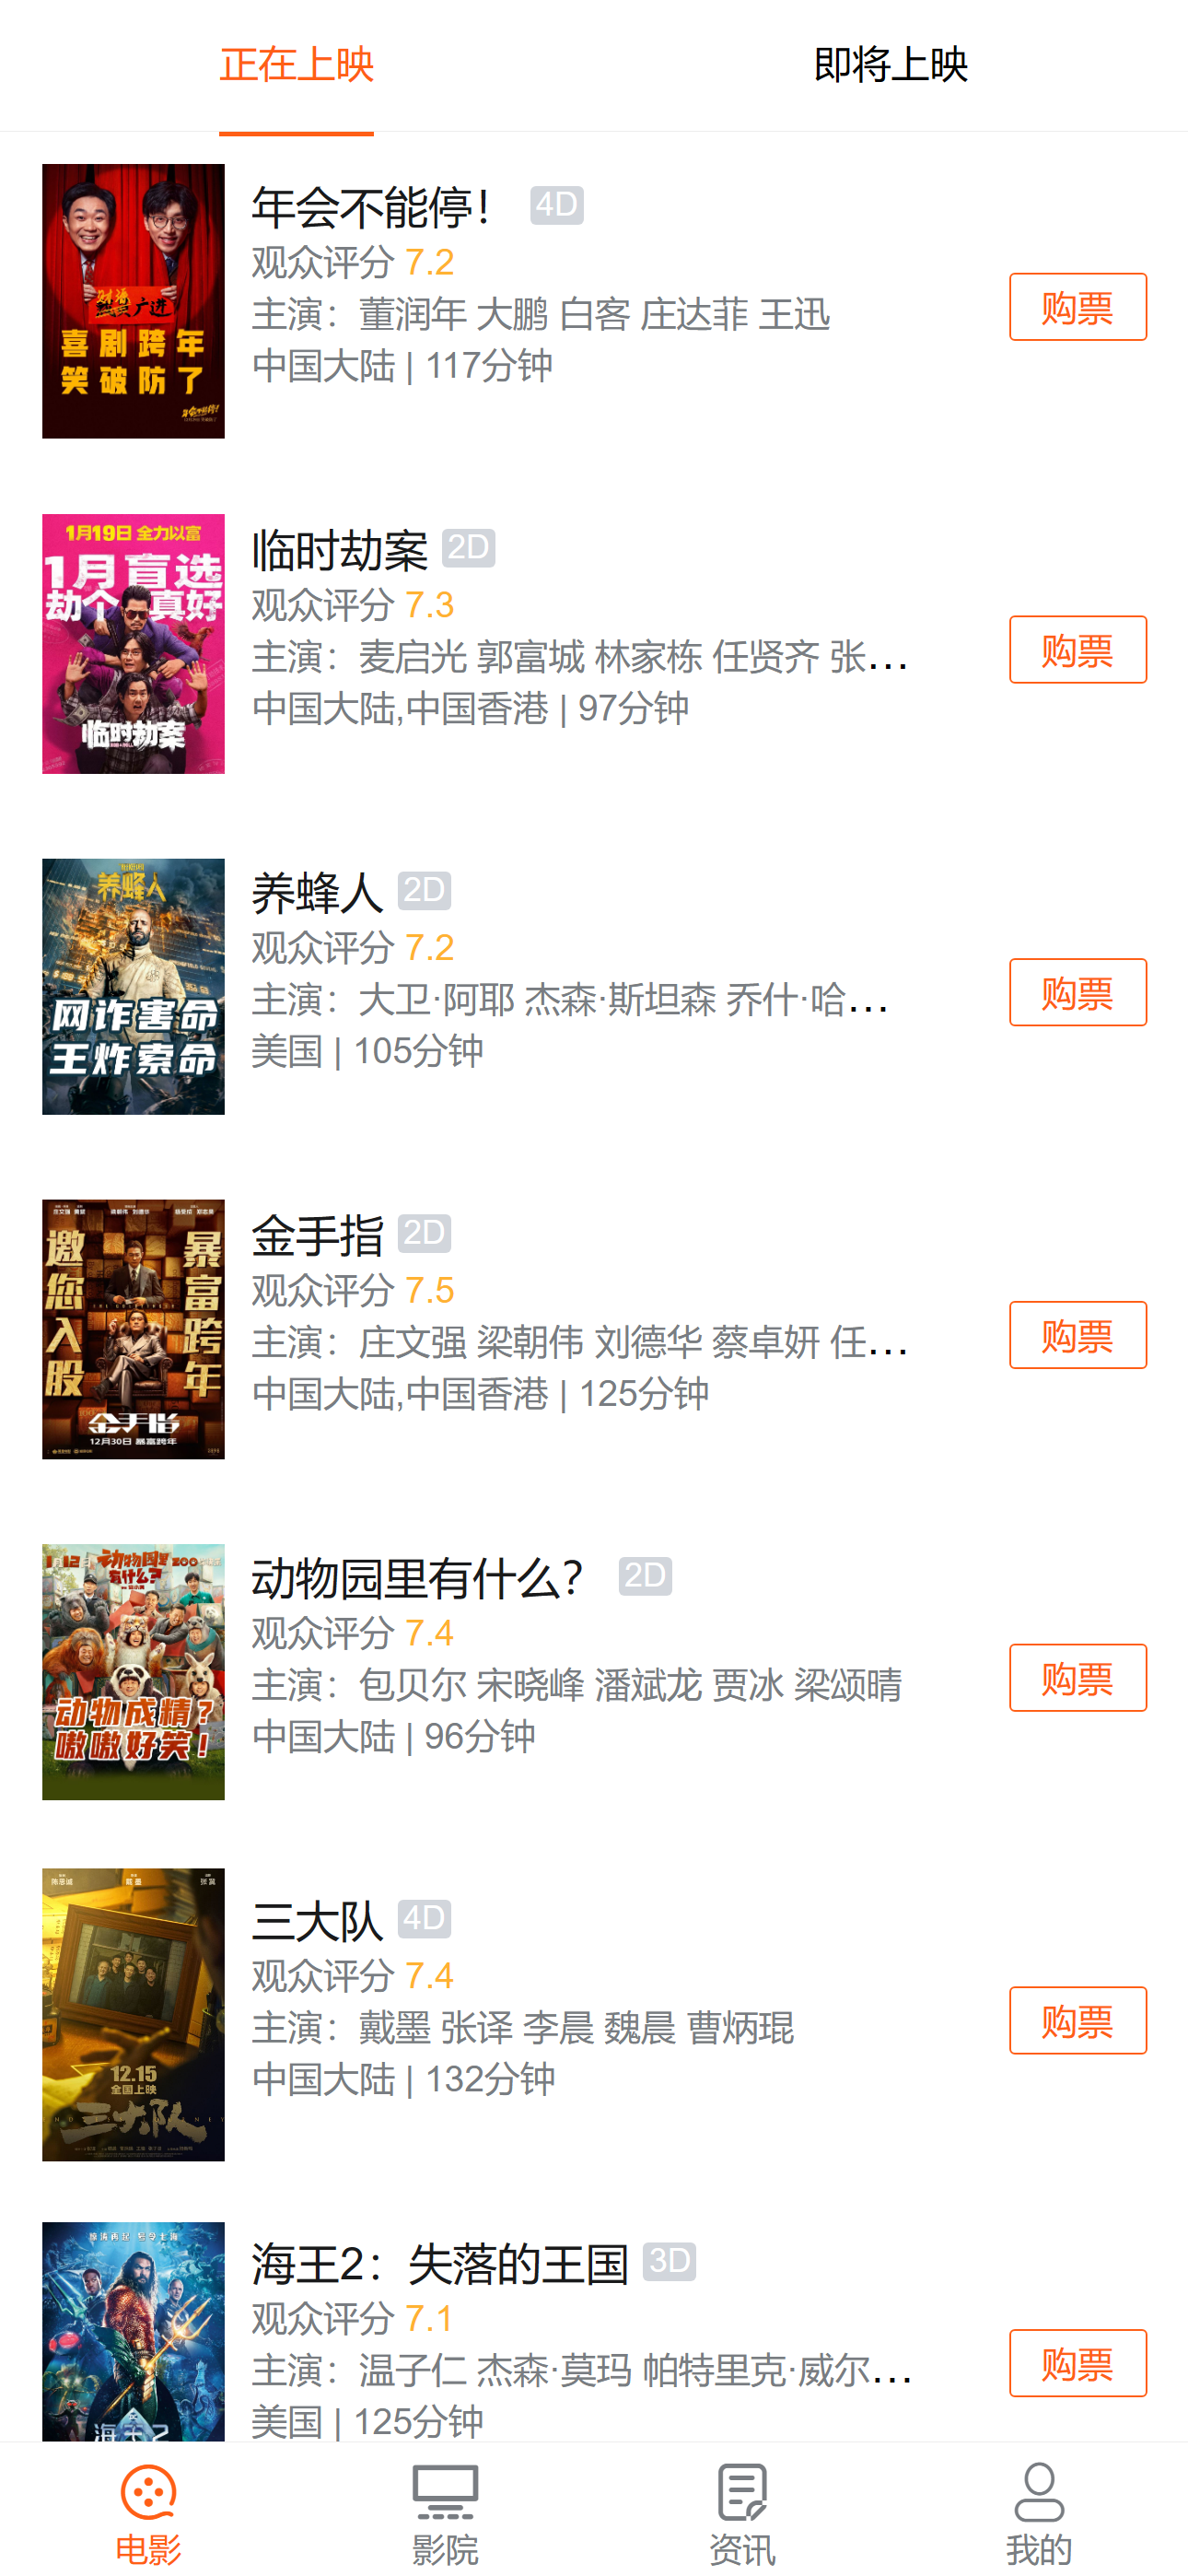 正在上映
即将上映
财源
广进
喜剧跨年
笑破防了
年会不能停！ 4D
观众评分 7.2
主演：董润年 大鹏 白客 庄达菲 王迅
中国大陆 | 117分钟
购票
1月19日 全力以富
1月盲选
劫个真好
临时劫案
临时劫案 2D
观众评分 7.3
主演：麦启光 郭富城 林家栋 任贤齐 张…
中国大陆,中国香港 | 97分钟
购票
养蜂人
网诈害命
王炸索命
养蜂人 2D
观众评分 7.2
主演：大卫·阿耶 杰森·斯坦森 乔什·哈…
美国 | 105分钟
购票
邀您入股
暴富跨年
金手指
12月30日 暴富跨年
金手指 2D
观众评分 7.5
主演：庄文强 梁朝伟 刘德华 蔡卓妍 任…
中国大陆,中国香港 | 125分钟
购票
动物园里
有什么?
ZOO
动物成精?
嗷嗷好笑!
动物园里有什么？ 2D
观众评分 7.4
主演：包贝尔 宋晓峰 潘斌龙 贾冰 梁颂晴
中国大陆 | 96分钟
购票
陈思诚
戴墨
张冀
12.15
全国上映
三大队
三大队 4D
观众评分 7.4
主演：戴墨 张译 李晨 魏晨 曹炳琨
中国大陆 | 132分钟
购票
海王2
海王2：失落的王国 3D
观众评分 7.1
主演：温子仁 杰森·莫玛 帕特里克·威尔…
美国 | 125分钟
购票
电影
影院
资讯
我的